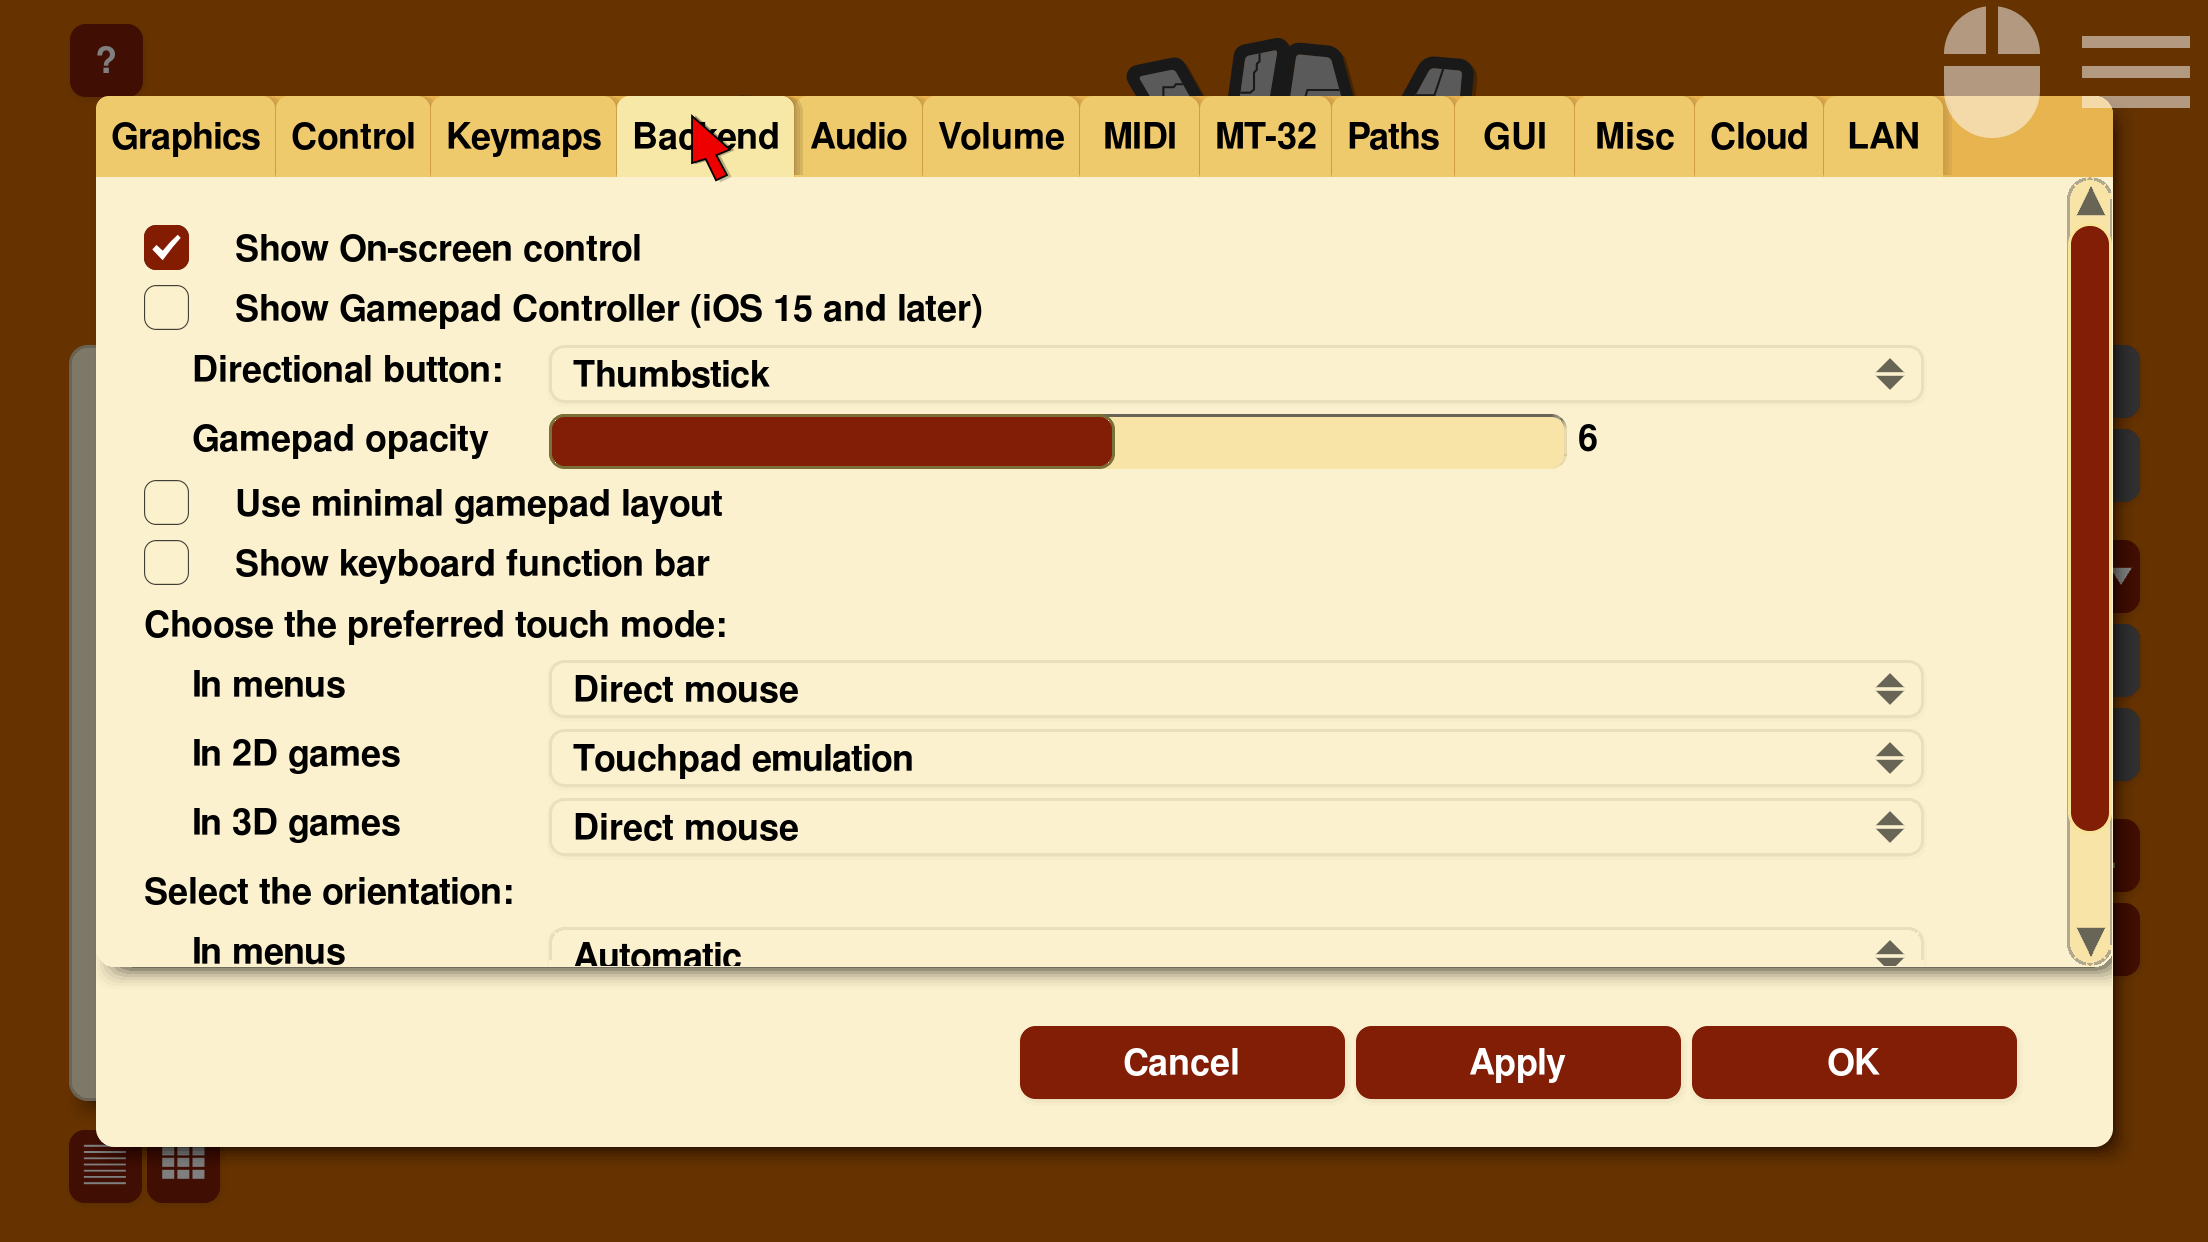 ?
Graphics Control Keymaps Backend Audio Volume MIDI MT-32 Paths GUI Misc Cloud LAN
Show On-screen control
Show Gamepad Controller (iOS 15 and later)
Directional button: Thumbstick
Gamepad opacity 6
Use minimal gamepad layout
Show keyboard function bar
Choose the preferred touch mode:
In menus Direct mouse
In 2D games Touchpad emulation
In 3D games Direct mouse
Select the orientation:
In menus Automatic
Cancel Apply OK